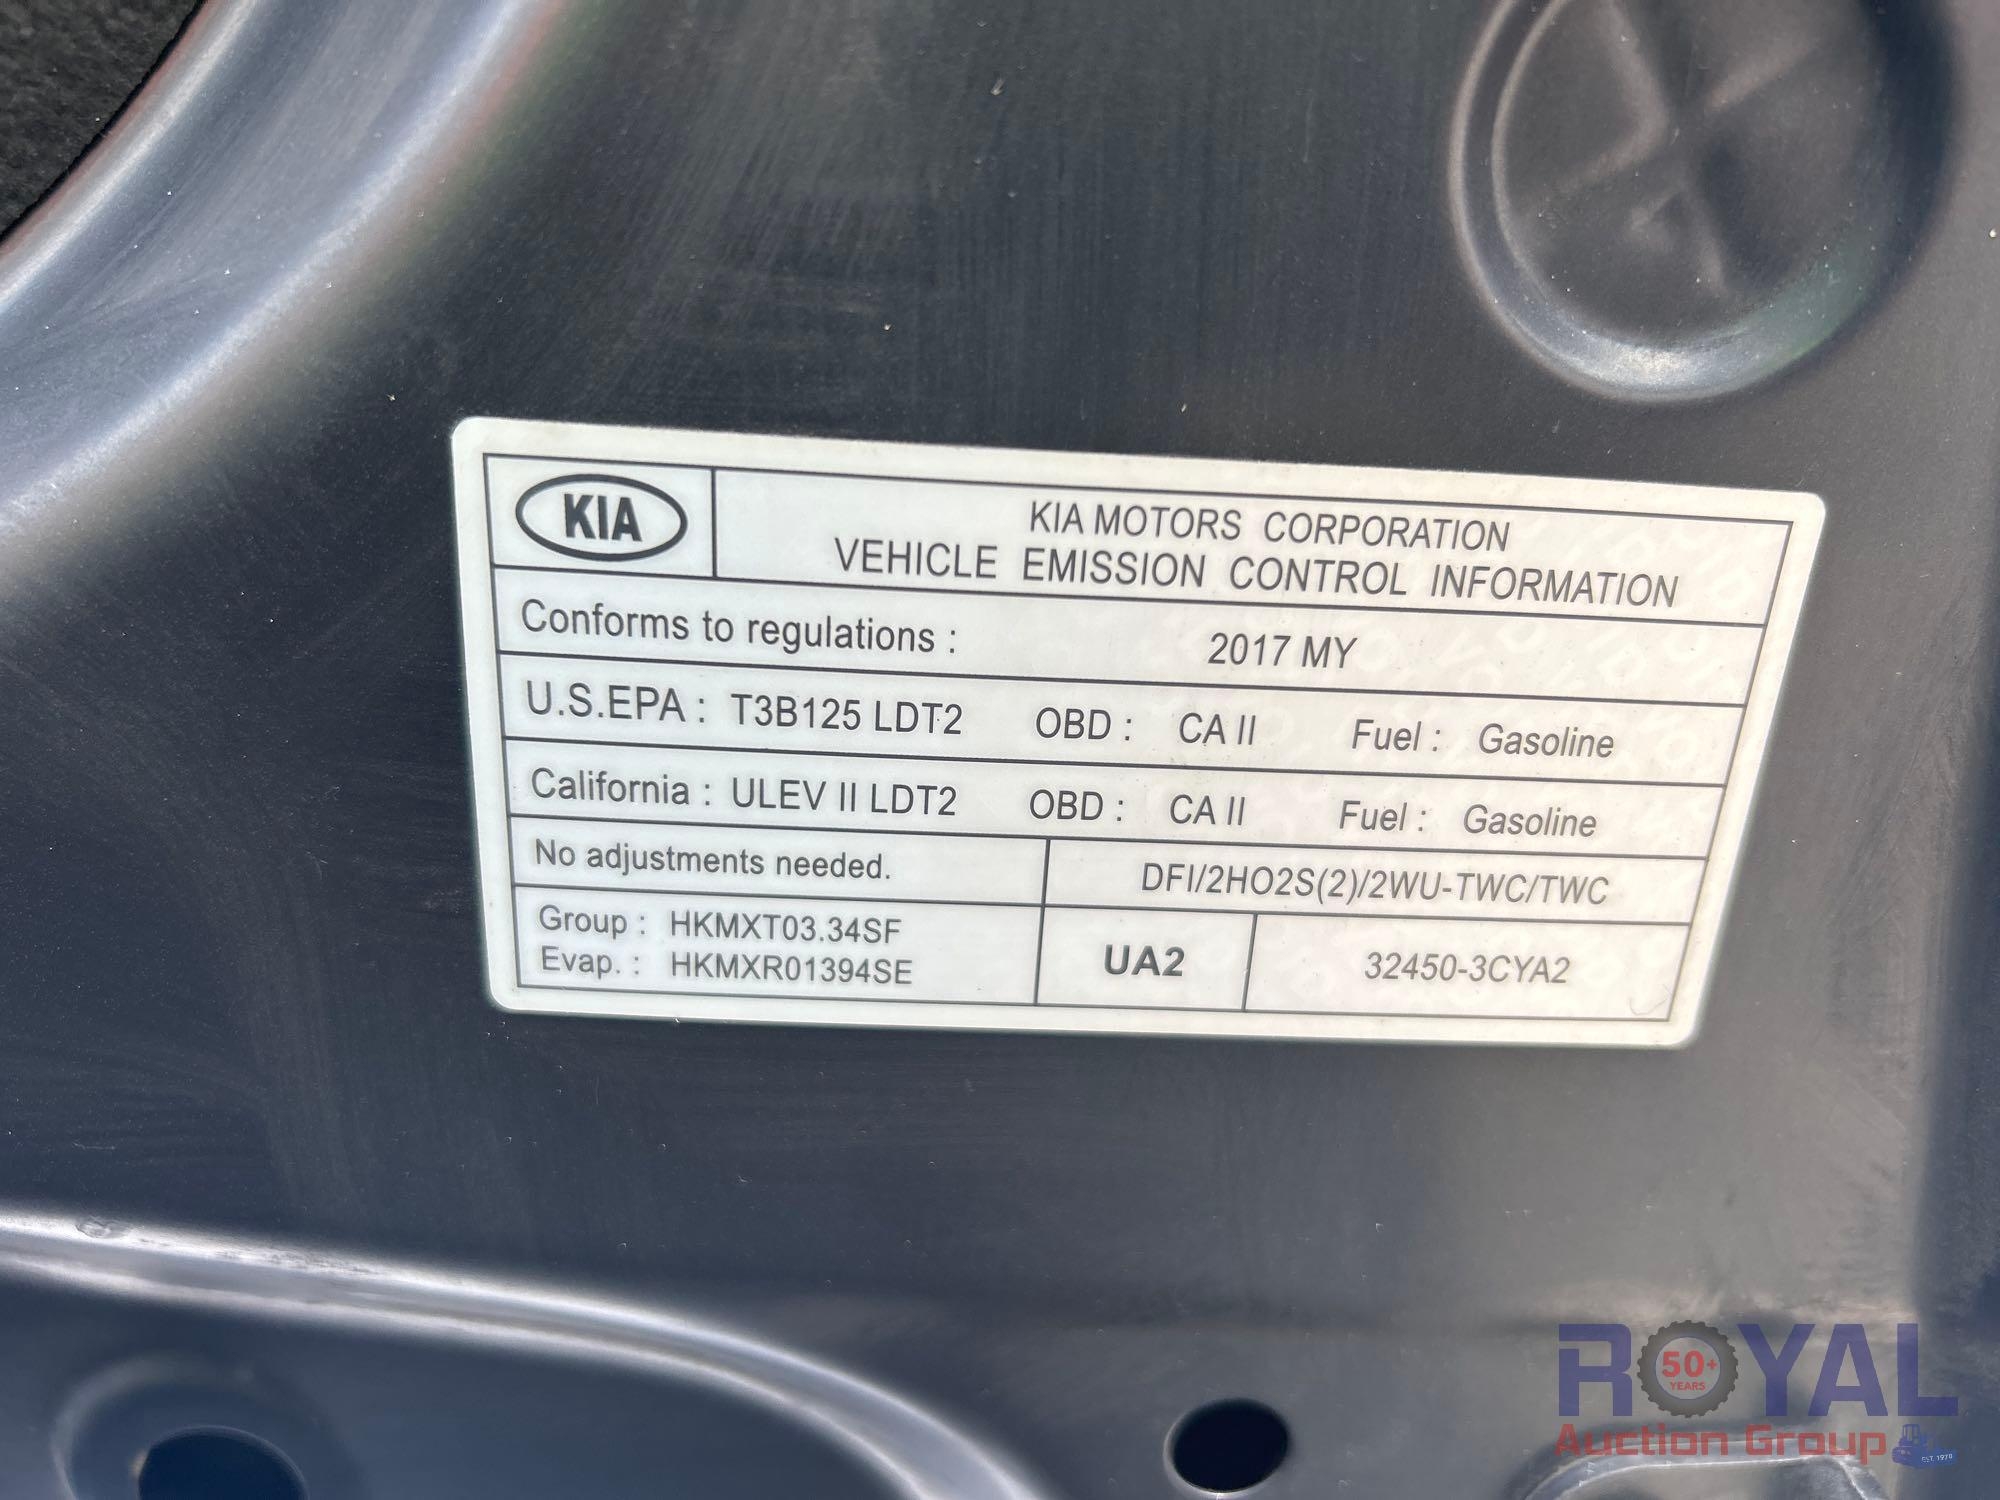 KIA
KIA MOTORS CORPORATION
VEHICLE EMISSION CONTROL INFORMATION
Conforms to regulations : 2017 MY
U.S.EPA : T3B125 LDT2 OBD : CA II Fuel : Gasoline
California : ULEV II LDT2 OBD : CA II Fuel : Gasoline
No adjustments needed. DFI/2HO2S(2)/2WU-TWC/TWC
Group : HKMXT03.34SF
Evap. : HKMXR01394SE
UA2 32450-3CYA2
ROYAL
50+
YEARS
Auction Group
EST. 1970